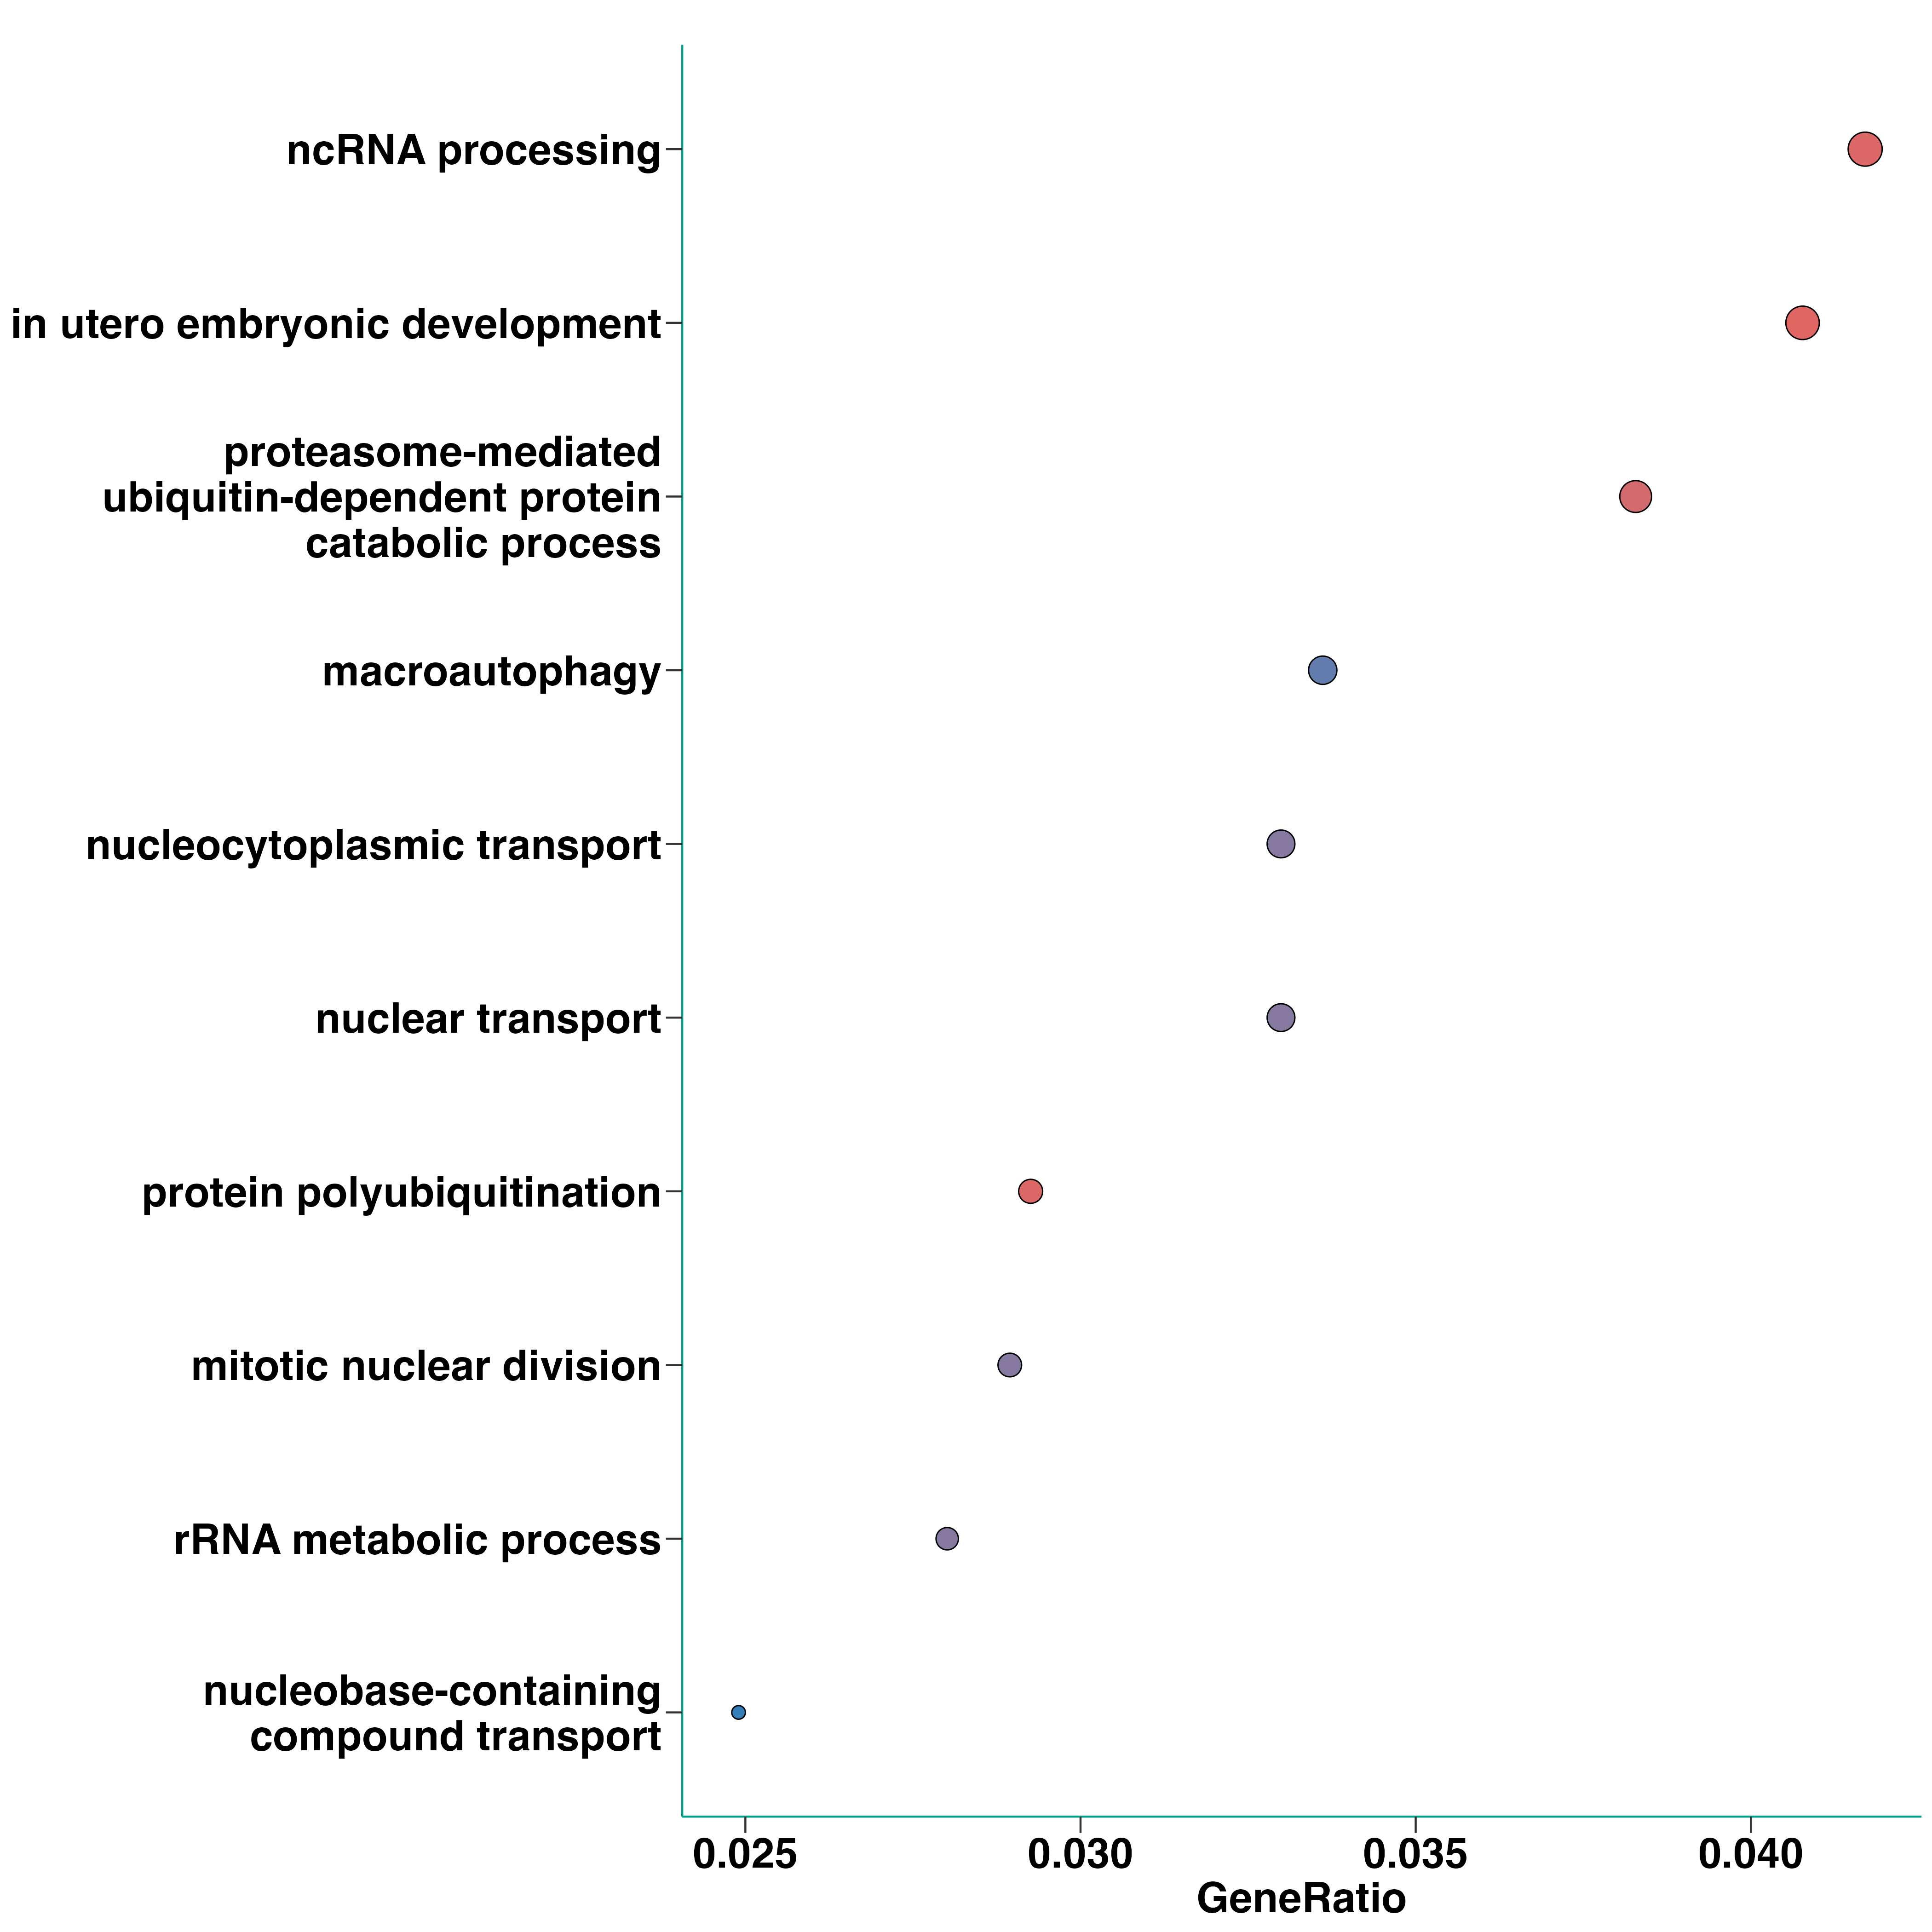 ncRNA processing
in utero embryonic development
proteasome-mediated
ubiquitin-dependent protein
catabolic process
macroautophagy
nucleocytoplasmic transport
nuclear transport
protein polyubiquitination
mitotic nuclear division
rRNA metabolic process
nucleobase-containing
compound transport
0.025 0.030 0.035 0.040
GeneRatio